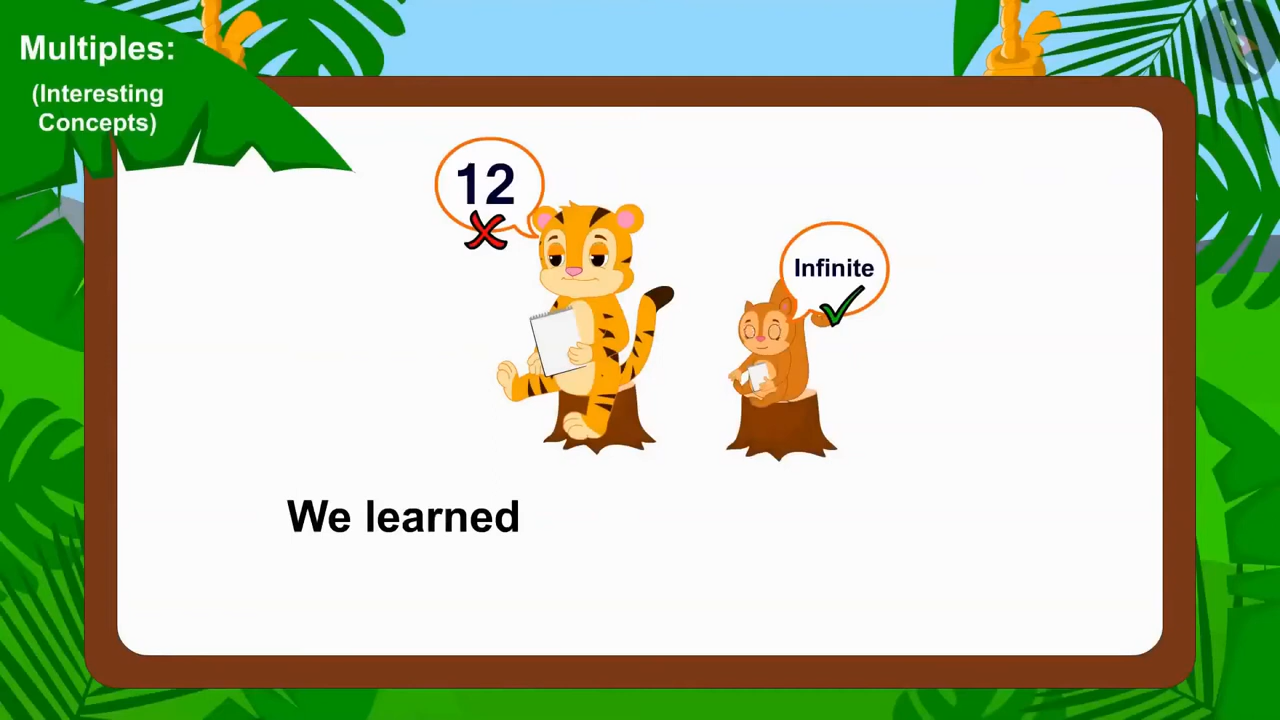 Multiples:
(Interesting
Concepts)
12
Infinite
We learned